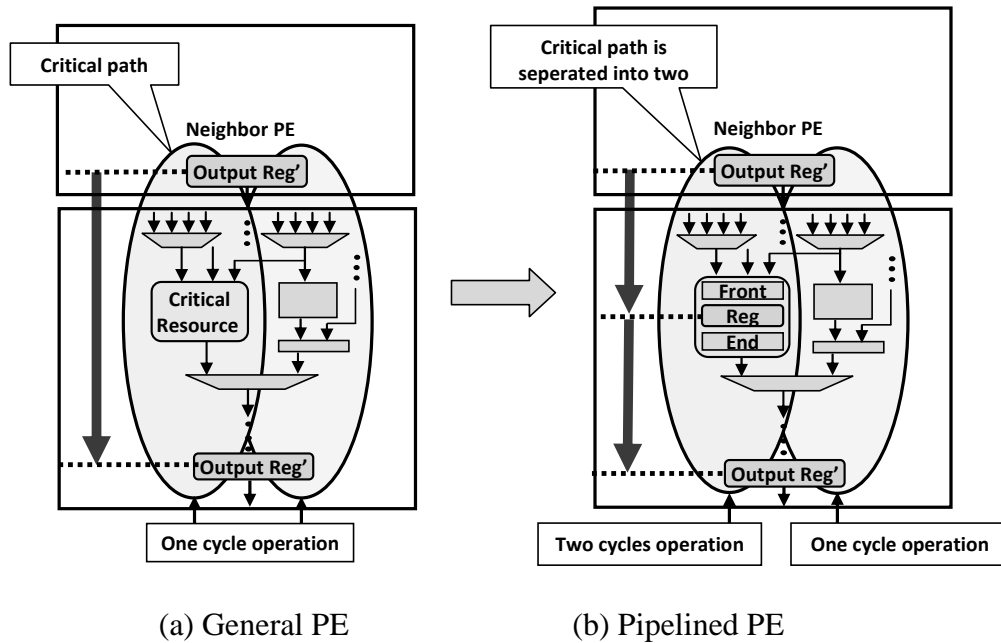 Critical path
Neighbor PE
Output Reg’
Critical
Resource
Output Reg’
One cycle operation
(a) General PE
Critical path is
seperated into two
Neighbor PE
Output Reg’
Front
Reg
End
Output Reg’
Two cycles operation
One cycle operation
(b) Pipelined PE